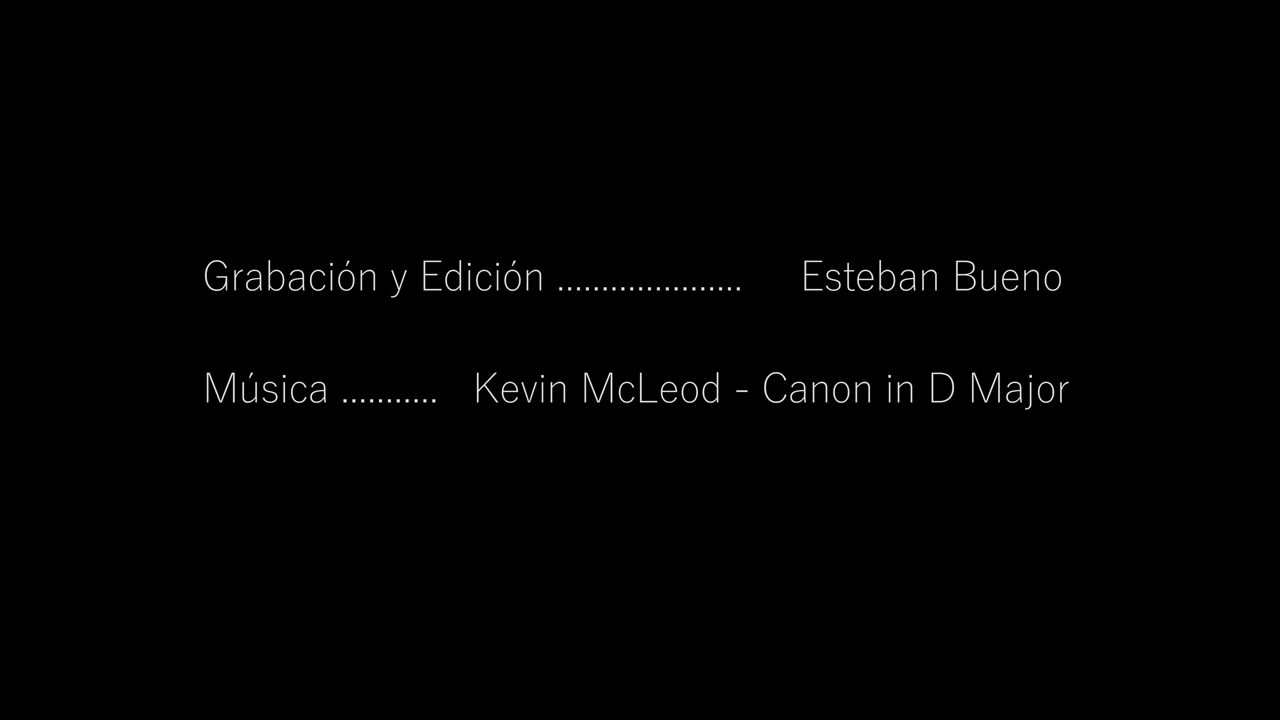 Grabación y Edición ..................... Esteban Bueno
Música ........... Kevin McLeod - Canon in D Major